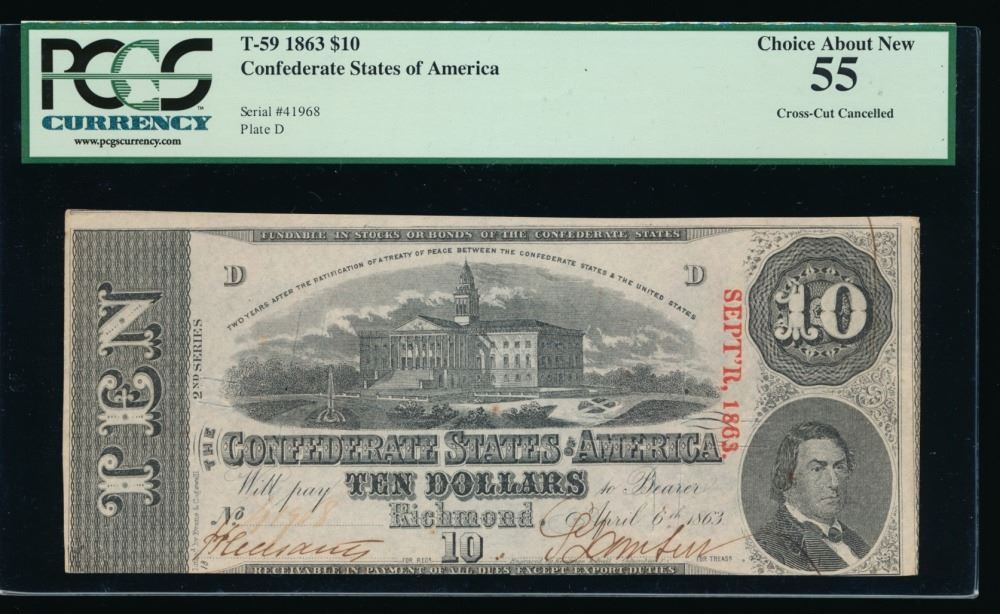 PCGS
CURRENCY
www.pcgscurrency.com
T-59 1863 $10
Confederate States of America
Serial #41968
Plate D
Choice About New
55
Cross-Cut Cancelled
FUNDABLE IN STOCKS OR BONDS OF THE CONFEDERATE STATES
TWO YEARS AFTER THE RATIFICATION OF A TREATY OF PEACE BETWEEN THE CONFEDERATE STATES & THE UNITED STATES
D
D
TEN
2ND SERIES
SEPT'R, 1863.
10
THE
CONFEDERATE STATES OF AMERICA
Will pay TEN DOLLARS to Bearer
No 41968 Richmond April 6th 1863
10
FOR REGR.
FOR TREASR
RECEIVABLE IN PAYMENT OF ALL DUES EXCEPT EXPORT DUTIES